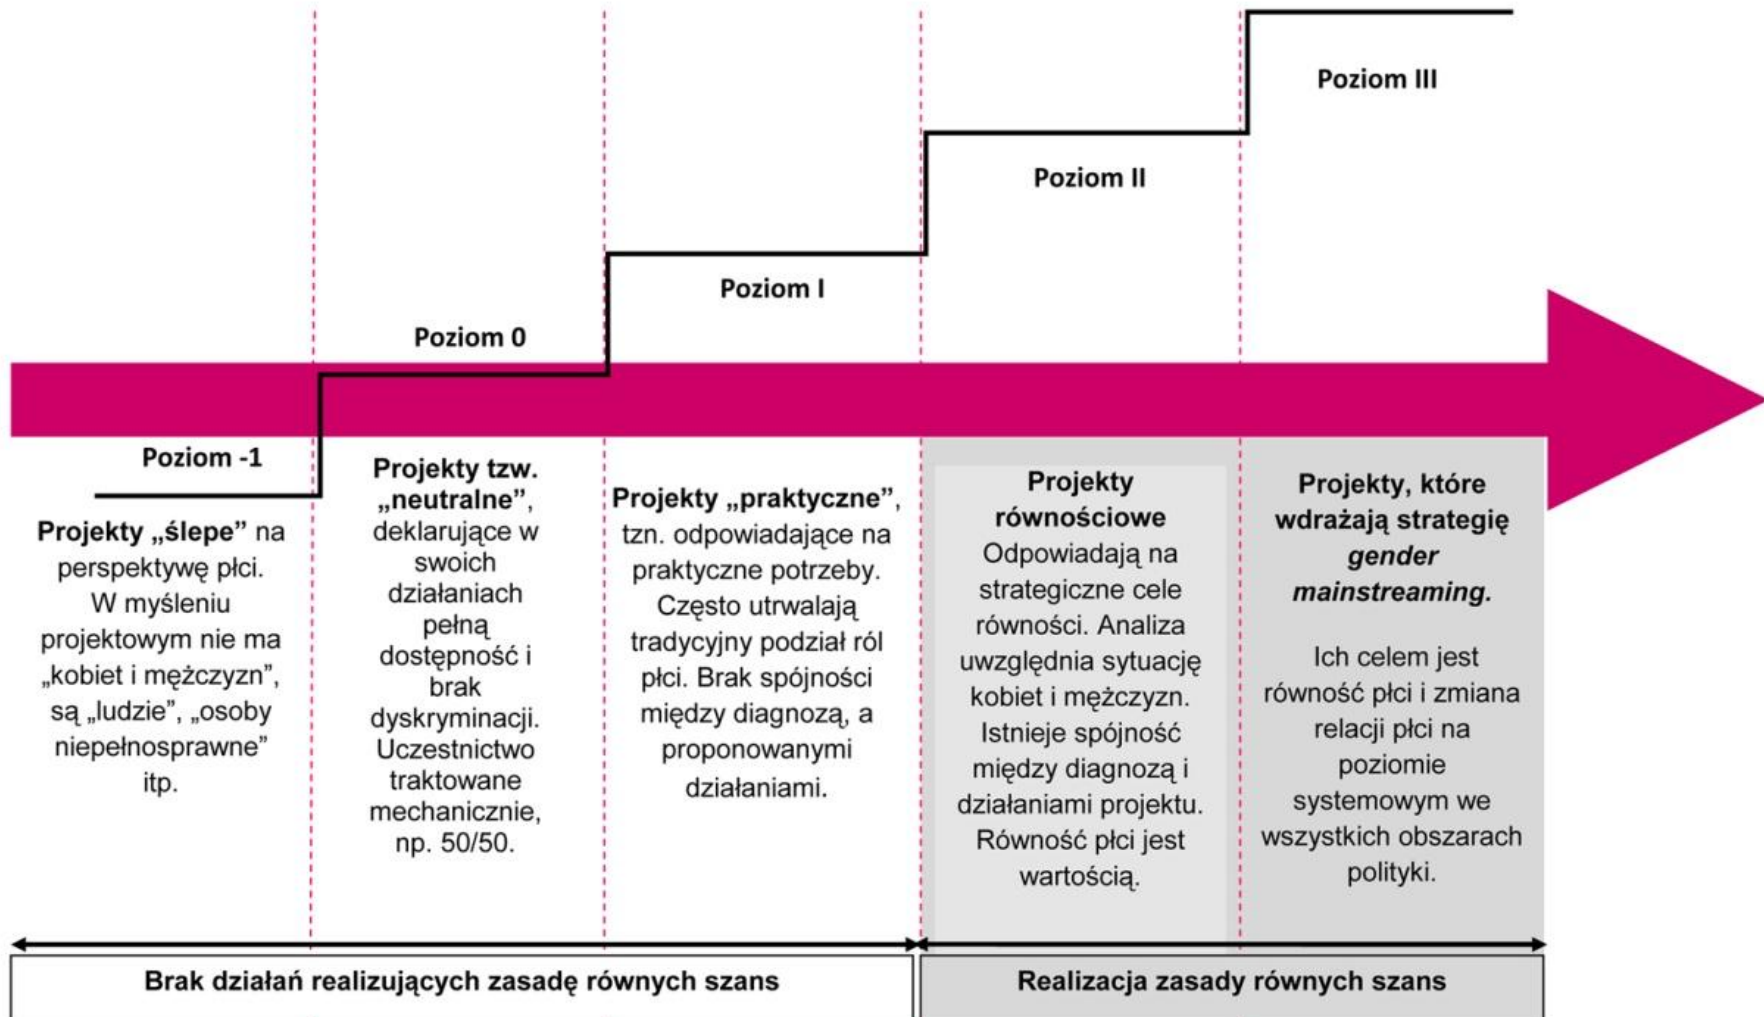 Poziom III
Poziom II
Poziom I
Poziom 0
Poziom -1
Projekty „ślepe” na
perspektywę płci.
W myśleniu
projektowym nie ma
„kobiet i mężczyzn”,
są „ludzie”, „osoby
niepełnosprawne”
itp.
Projekty tzw.
„neutralne”,
deklarujące w
swoich
działaniach
pełną
dostępność i
brak
dyskryminacji.
Uczestnictwo
traktowane
mechanicznie,
np. 50/50.
Projekty „praktyczne”,
tzn. odpowiadające na
praktyczne potrzeby.
Często utrwalają
tradycyjny podział ról
płci. Brak spójności
między diagnozą, a
proponowanymi
działaniami.
Projekty
równościowe
Odpowiadają na
strategiczne cele
równości. Analiza
uwzględnia sytuację
kobiet i mężczyzn.
Istnieje spójność
między diagnozą i
działaniami projektu.
Równość płci jest
wartością.
Projekty, które
wdrażają strategię
gender
mainstreaming.
Ich celem jest
równość płci i zmiana
relacji płci na
poziomie
systemowym we
wszystkich obszarach
polityki.
Brak działań realizujących zasadę równych szans
Realizacja zasady równych szans